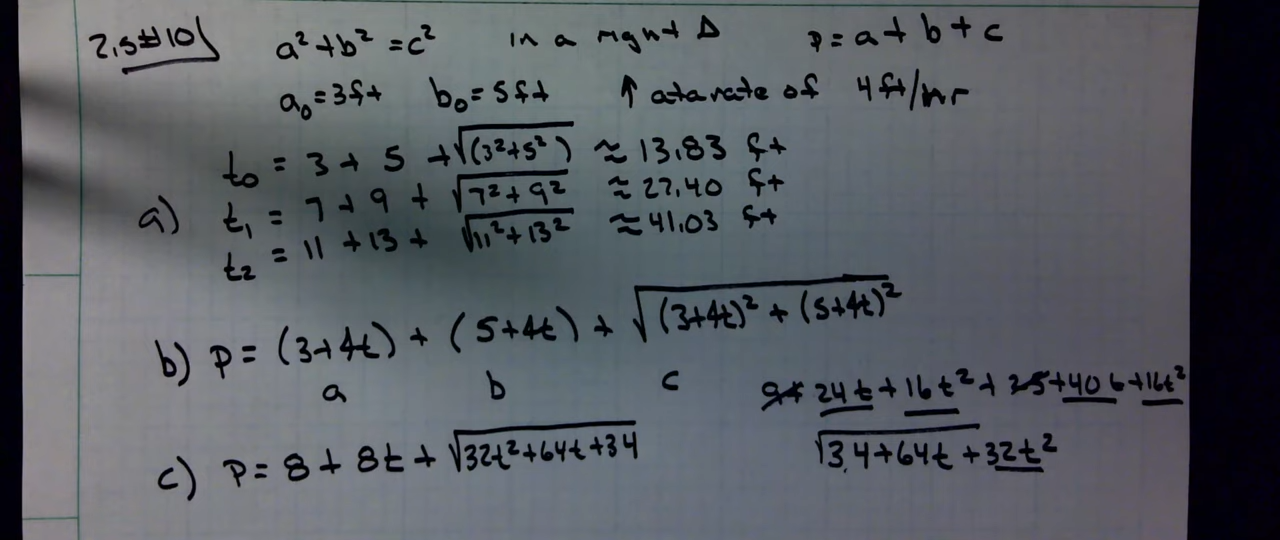 2.5 #10) a² + b² = c² in a right Δ P = a + b + c
a₀ = 3ft b₀ = 5ft ↑ at a rate of 4 ft/hr
t₀ = 3 + 5 + √(3²+5²) ≈ 13.83 ft
a) t₁ = 7 + 9 + √7² + 9² ≈ 27.40 ft
t₂ = 11 + 13 + √11² + 13² ≈ 41.03 ft
b) P = (3+4t) + (5+4t) + √(3+4t)² + (5+4t)²
a b c
9+ 24t + 16t² + 25 + 40t + 16t²
c) P = 8 + 8t + √32t² + 64t + 34
√34 + 64t + 32t²